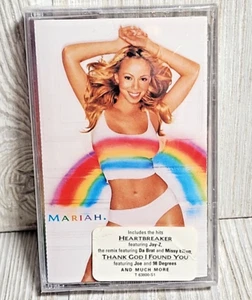 MARIAH.
Includes the hits
HEARTBREAKER
featuring Jay-Z,
the remix featuring Da Brat and Missy
THANK GOD I FOUND YOU
featuring Joe and 98 Degrees
AND MUCH MORE